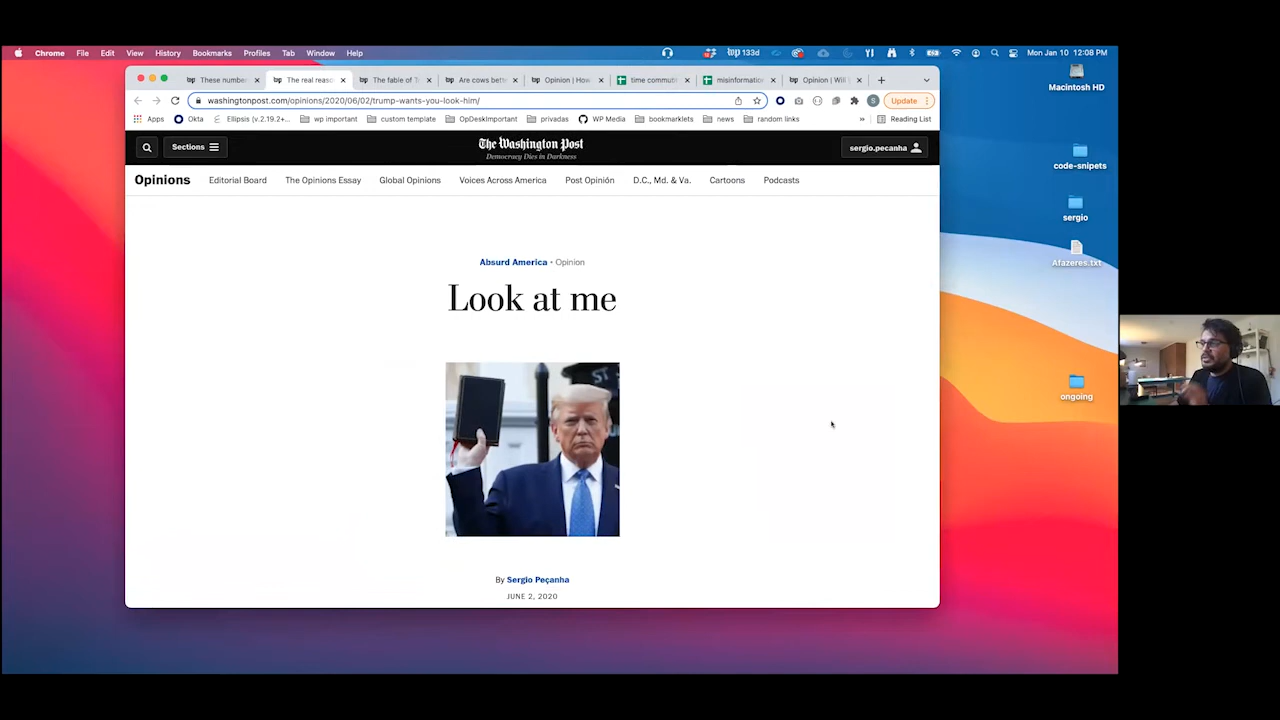 Chrome File Edit View History Bookmarks Profiles Tab Window Help 133d Mon Jan 10 12:08 PM
These number The real reaso The fable of T Are cows bett Opinion | How time commuti misinformation Opinion | Will
washingtonpost.com/opinions/2020/06/02/trump-wants-you-look-him/ S Update
Apps Okta Ellipsis (v.2.19.2+... wp important custom template OpDeskImportant privadas WP Media bookmarklets news random links » Reading List
Sections The Washington Post sergio.pecanha
Democracy Dies in Darkness
Opinions Editorial Board The Opinions Essay Global Opinions Voices Across America Post Opinión D.C., Md. & Va. Cartoons Podcasts
Absurd America • Opinion
Look at me
ST
By Sergio Peçanha
JUNE 2, 2020
Macintosh HD
code-snipets
sergio
Afazeres.txt
ongoing